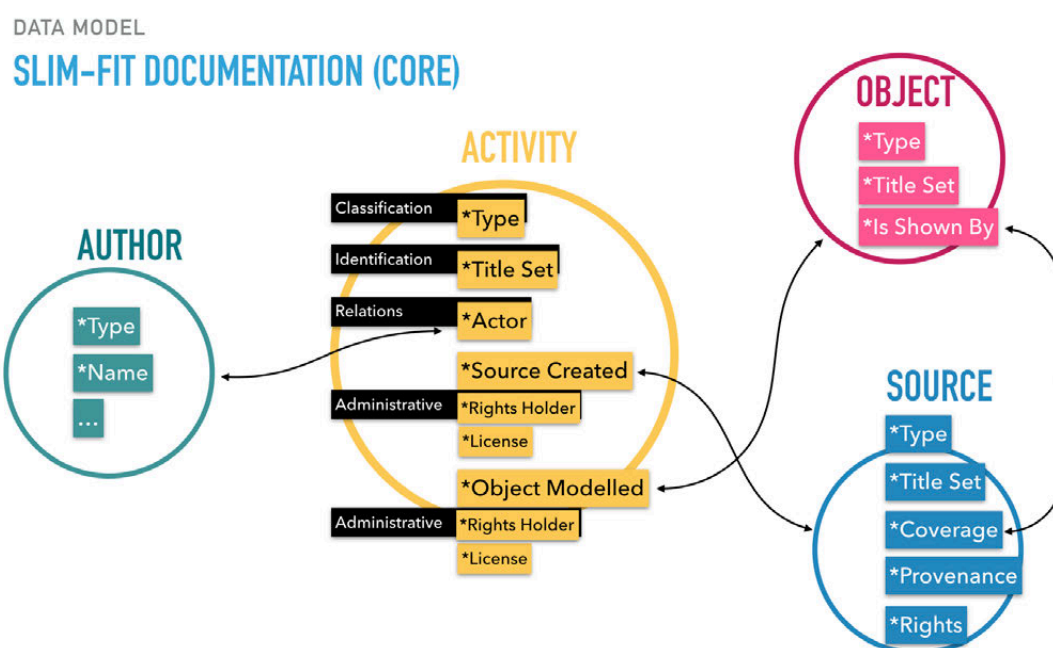 DATA MODEL
SLIM-FIT DOCUMENTATION (CORE)
AUTHOR
*Type
*Name
...
ACTIVITY
Classification *Type
Identification *Title Set
Relations *Actor
*Source Created
Administrative *Rights Holder
*License
*Object Modelled
Administrative *Rights Holder
*License
OBJECT
*Type
*Title Set
*Is Shown By
SOURCE
*Type
*Title Set
*Coverage
*Provenance
*Rights